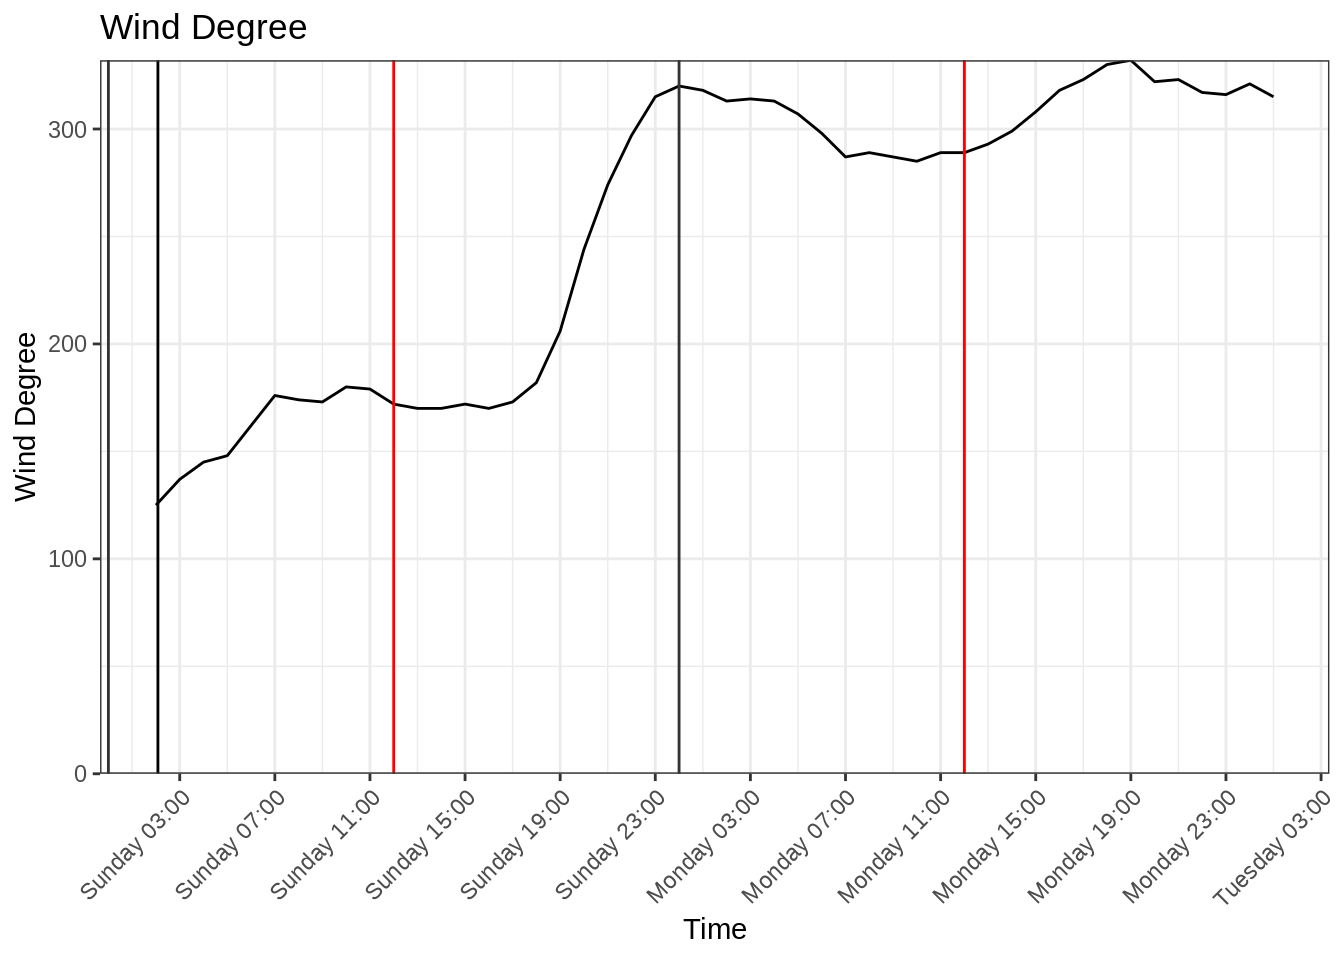 Wind Degree
Wind Degree
300
200
100
0
Sunday 03:00
Sunday 07:00
Sunday 11:00
Sunday 15:00
Sunday 19:00
Sunday 23:00
Monday 03:00
Monday 07:00
Monday 11:00
Monday 15:00
Monday 19:00
Monday 23:00
Tuesday 03:00
Time